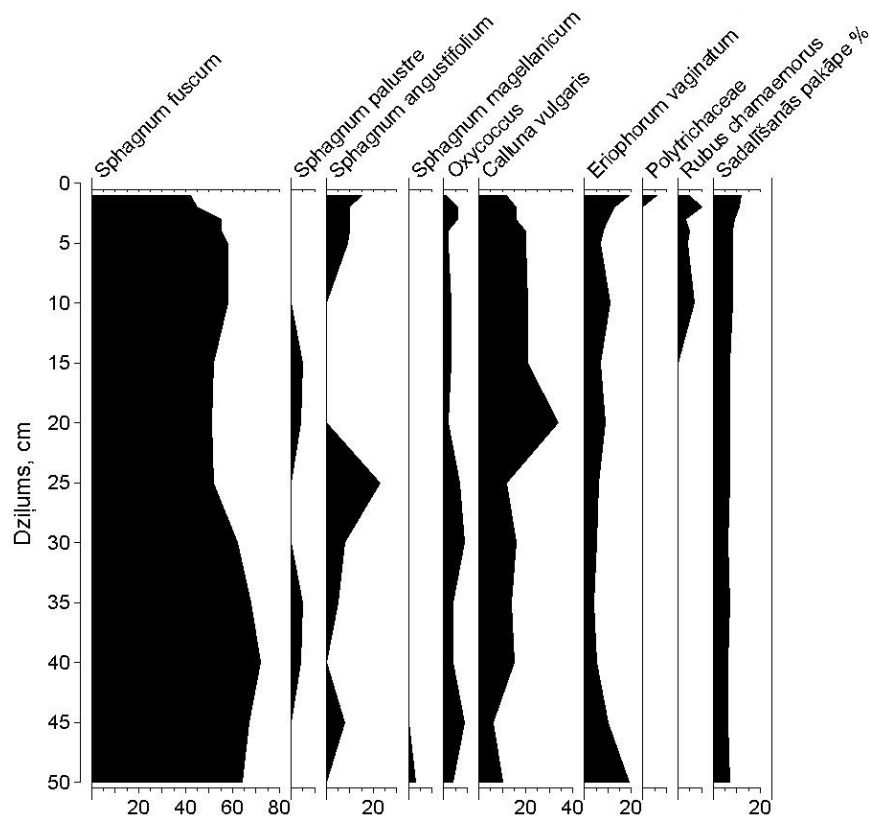 Sphagnum fuscum
Sphagnum palustre
Sphagnum angustifolium
Sphagnum magellanicum
Oxycoccus
Calluna vulgaris
Eriophorum vaginatum
Polytrichaceae
Rubus chamaemorus
Sadalīšanās pakāpe %
Dziļums, cm
0
5
10
15
20
25
30
35
40
45
50
20 40 60 80 20 20 40 20 20